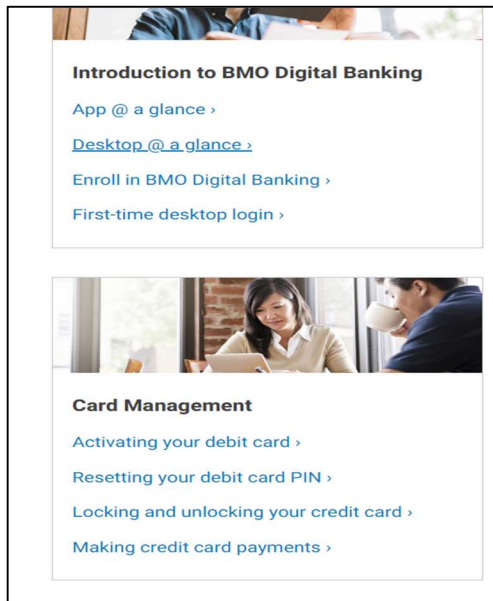 Introduction to BMO Digital Banking
App @ a glance ›
Desktop @ a glance ›
Enroll in BMO Digital Banking ›
First-time desktop login ›
Card Management
Activating your debit card ›
Resetting your debit card PIN ›
Locking and unlocking your credit card ›
Making credit card payments ›